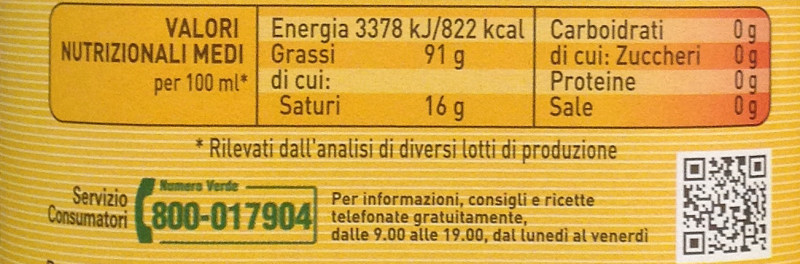 VALORI NUTRIZIONALI MEDI per 100 ml*
Energia 3378 kJ/822 kcal
Grassi 91 g
di cui:
Saturi 16 g
Carboidrati 0 g
di cui: Zuccheri 0 g
Proteine 0 g
Sale 0 g
* Rilevati dall'analisi di diversi lotti di produzione
Servizio
Consumatori
Numero Verde
800-017904
Per informazioni, consigli e ricette
telefonate gratuitamente,
dalle 9.00 alle 19.00, dal lunedì al venerdì